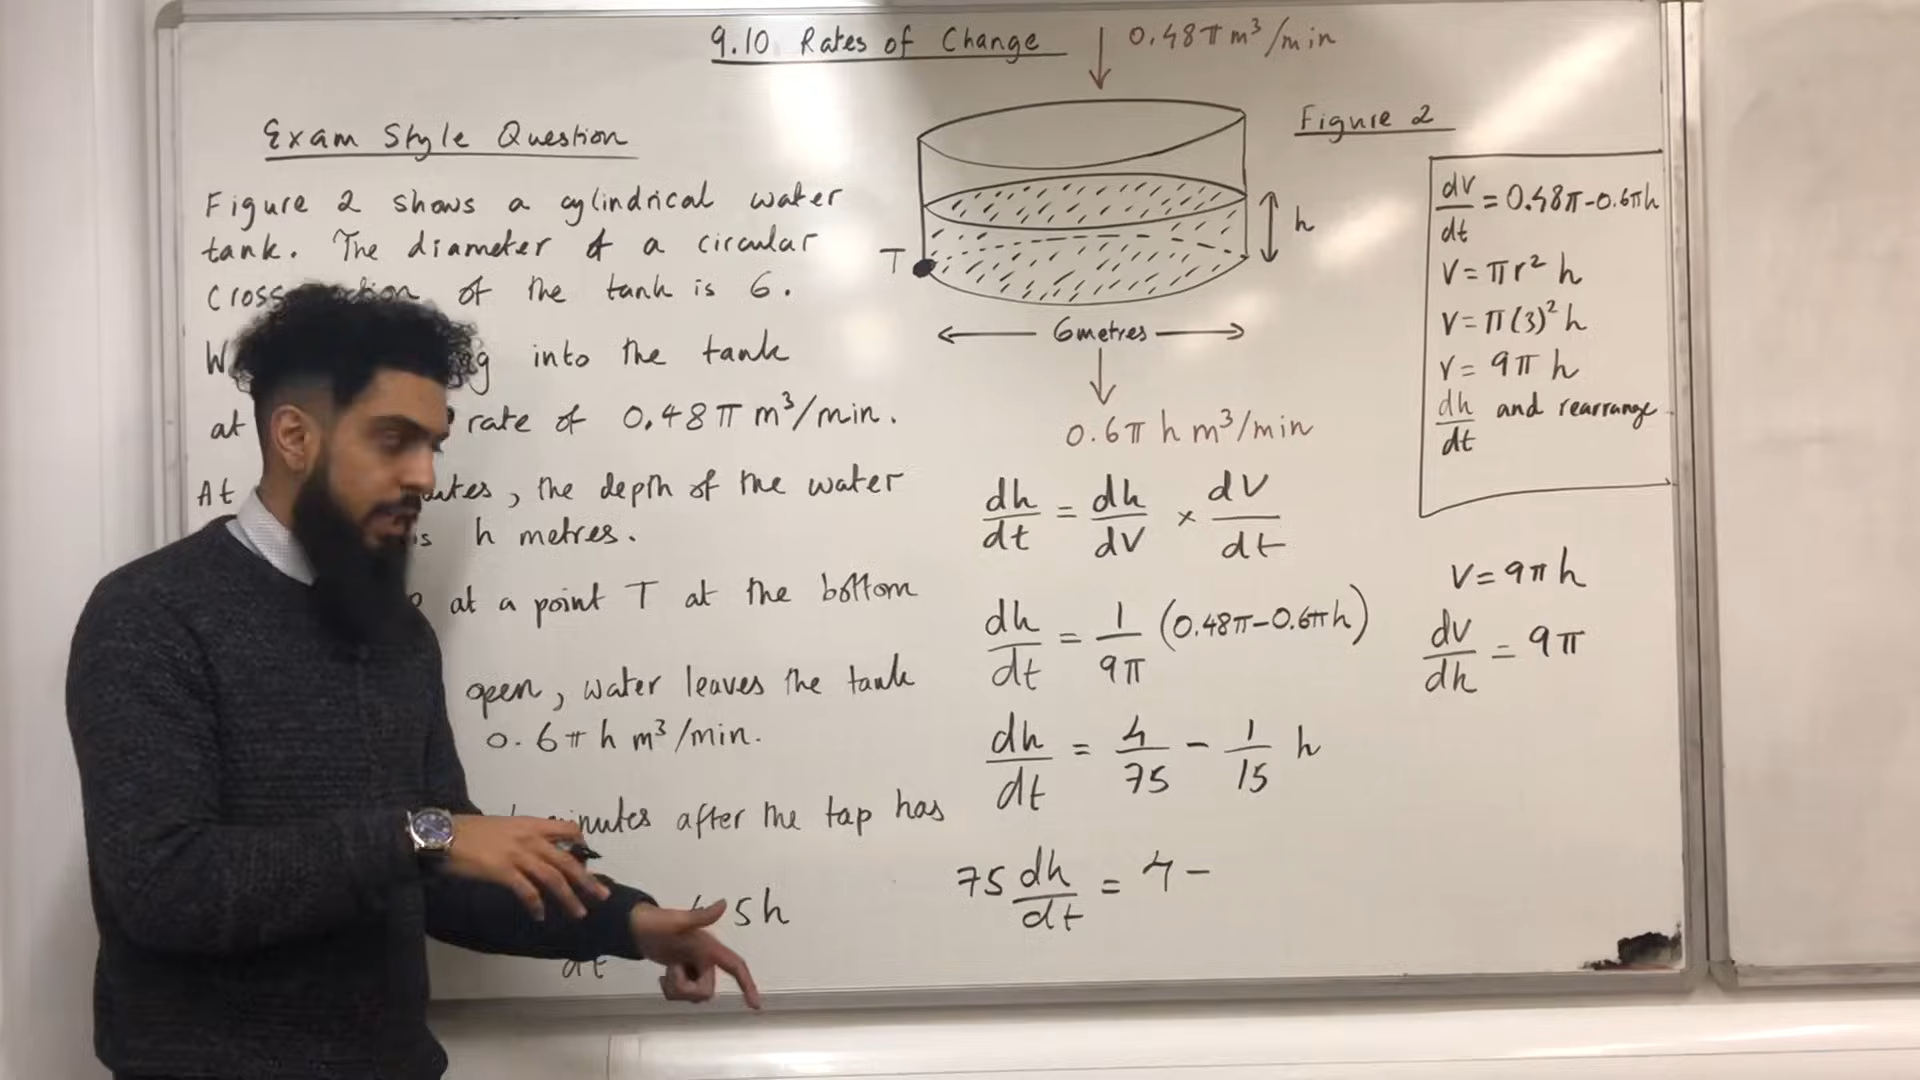 9.10 Rates of Change
0.48π m³/min
Exam Style Question
Figure 2
Figure 2 shows a cylindrical water
tank. The diameter of a circular
Cross of the tank is 6.
into the tank
at rate of 0.48π m³/min.
At , the depth of the water
is h metres.
at a point T at the bottom
open, water leaves the tank
0.6π h m³/min.
minutes after the tap has
5h
dt
T
h
6metres
0.6π h m³/min
dh/dt = dh/dV × dV/dt
dh/dt = 1/9π (0.48π-0.6πh)
dh/dt = 4/75 - 1/15 h
75 dh/dt = 4 -
dv/dt = 0.48π-0.6πh
V = πr² h
V = π(3)² h
V = 9π h
dh/dt and rearrange
V = 9πh
dv/dh = 9π